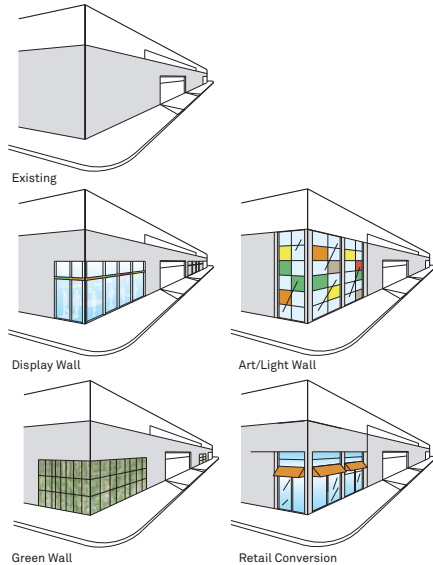 Existing
Display Wall
Art/Light Wall
Green Wall
Retail Conversion